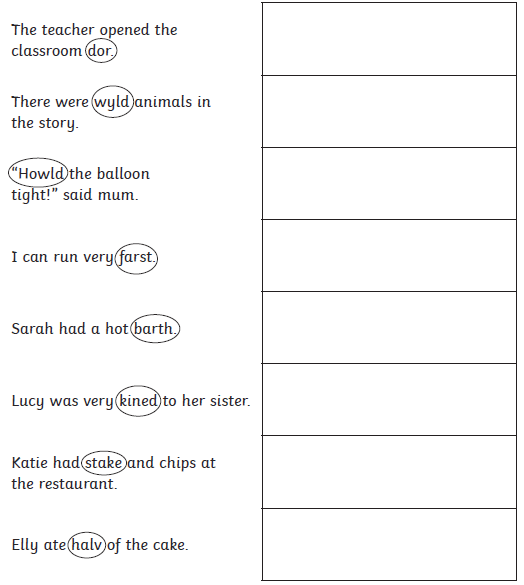 The teacher opened the
classroom dor.
There were wyld animals in
the story.
“Howld the balloon
tight!” said mum.
I can run very farst.
Sarah had a hot barth.
Lucy was very kined to her sister.
Katie had stake and chips at
the restaurant.
Elly ate halv of the cake.